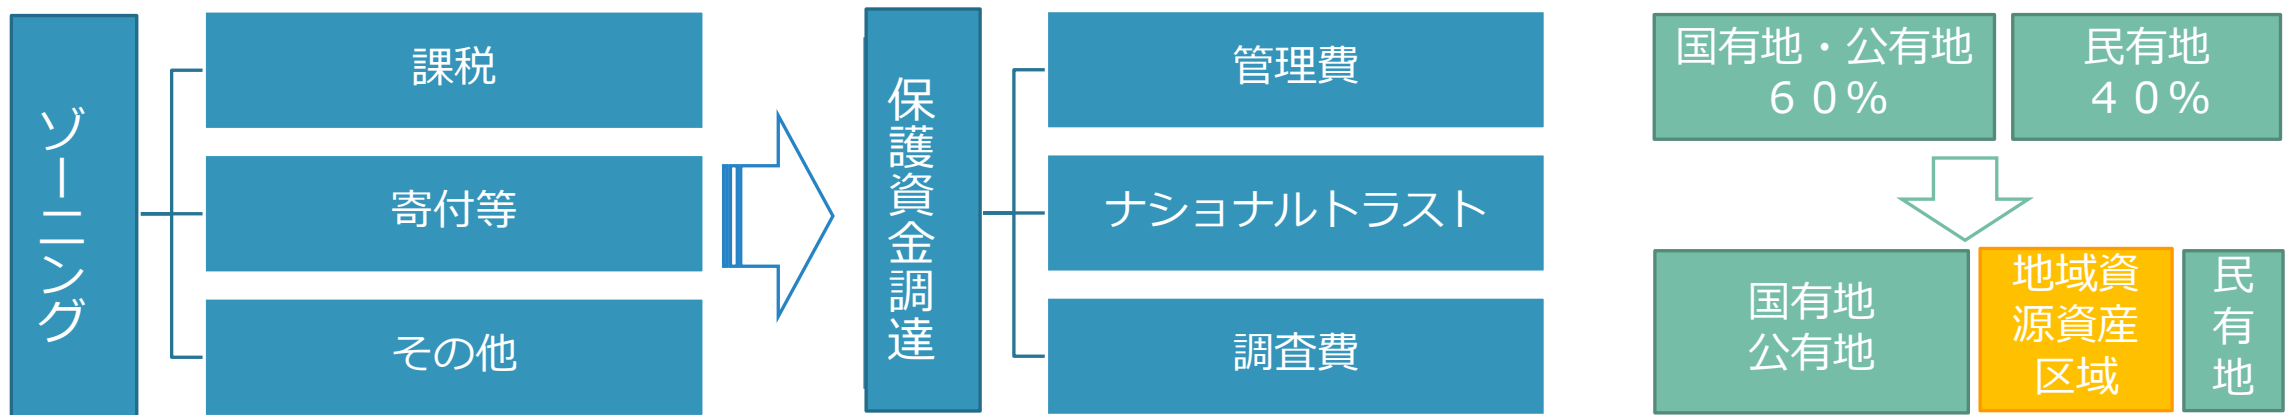 ゾーニング
課税
寄付等
その他
保護資金調達
管理費
ナショナルトラスト
調査費
国有地・公有地
６０%
民有地
４０%
国有地
公有地
地域資
源資産
区域
民有地